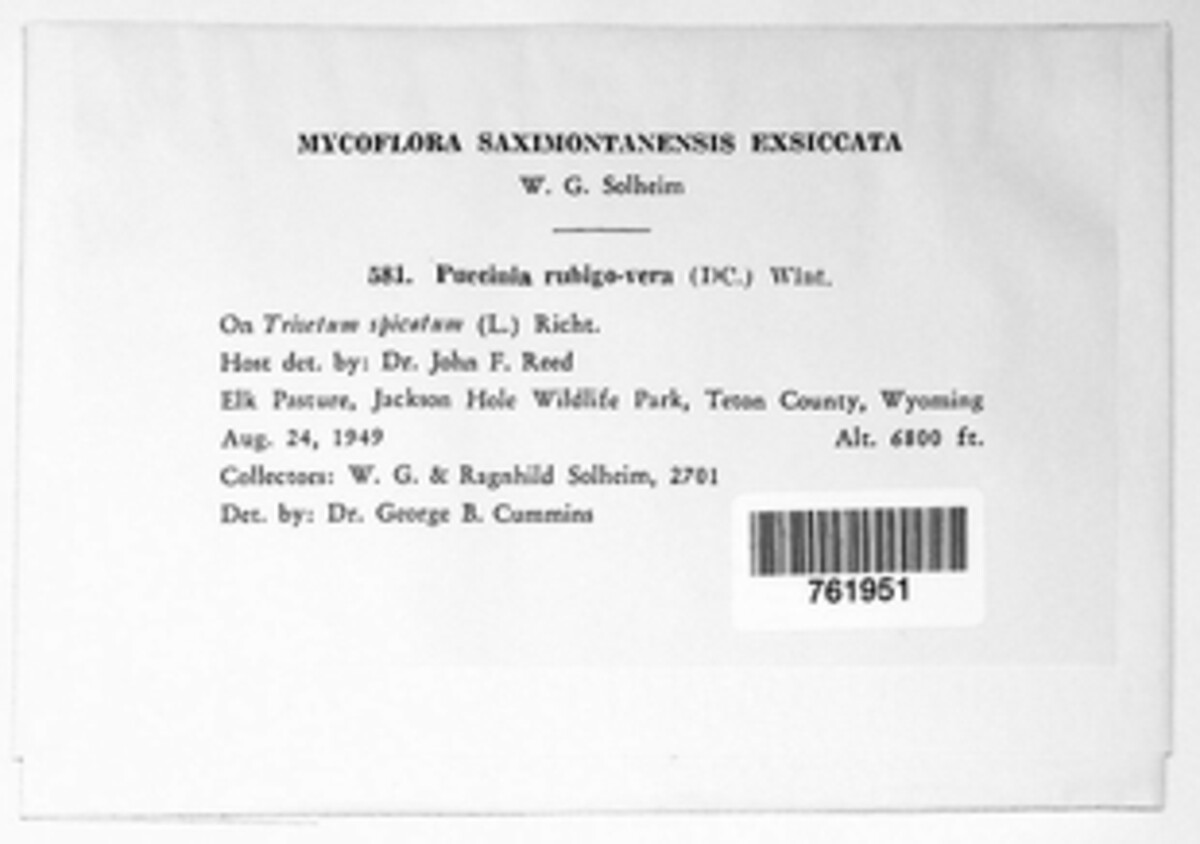 MYCOFLORA SAXIMONTANENSIS EXSICCATA
W. G. Solheim
581. Puccinia rubigo-vera (DC.) Wint.
On Trisetum spicatum (L.) Richt.
Host det. by: Dr. John F. Reed
Elk Pasture, Jackson Hole Wildlife Park, Teton County, Wyoming
Aug. 24, 1949 Alt. 6800 ft.
Collectors: W. G. & Ragnhild Solheim, 2701
Det. by: Dr. George B. Cummins
761951